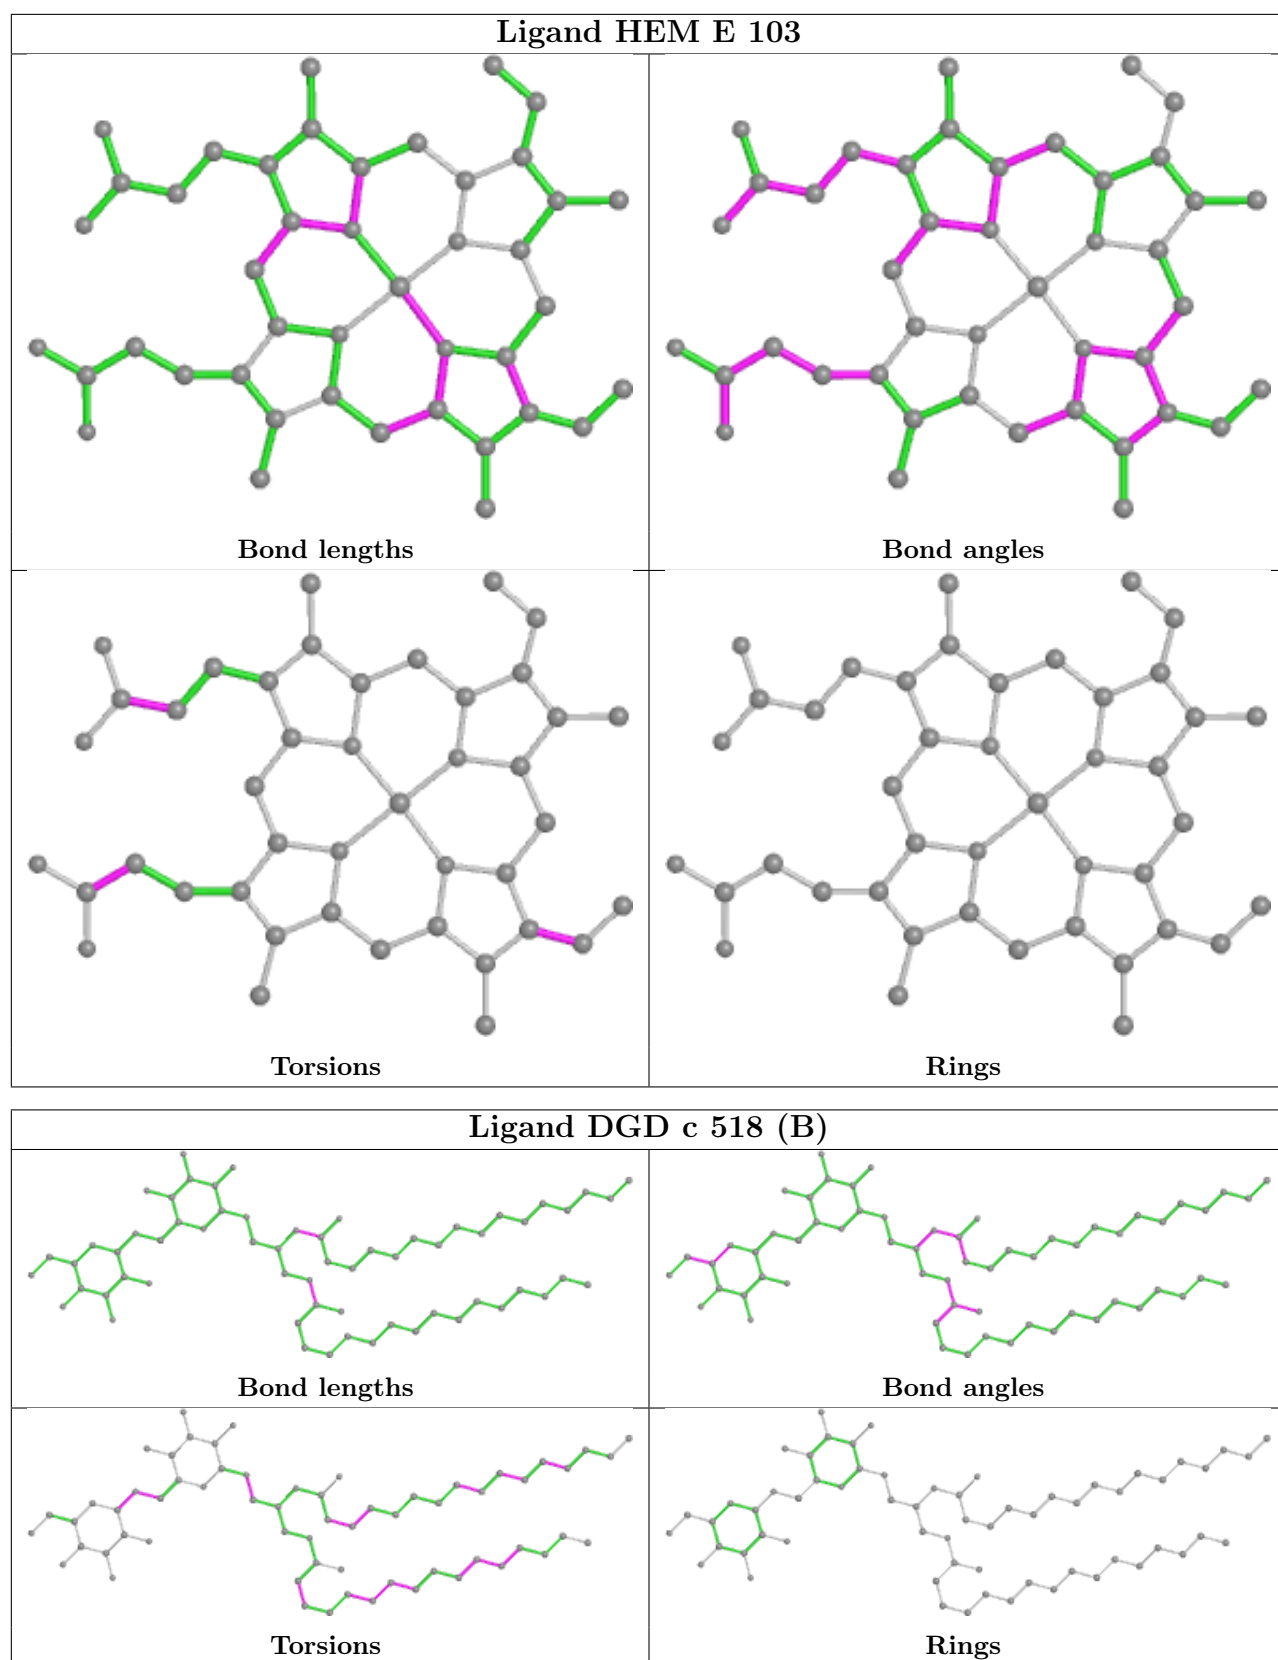 Ligand HEM E 103
Bond lengths
Bond angles
Torsions
Rings
Ligand DGD c 518 (B)
Bond lengths
Bond angles
Torsions
Rings